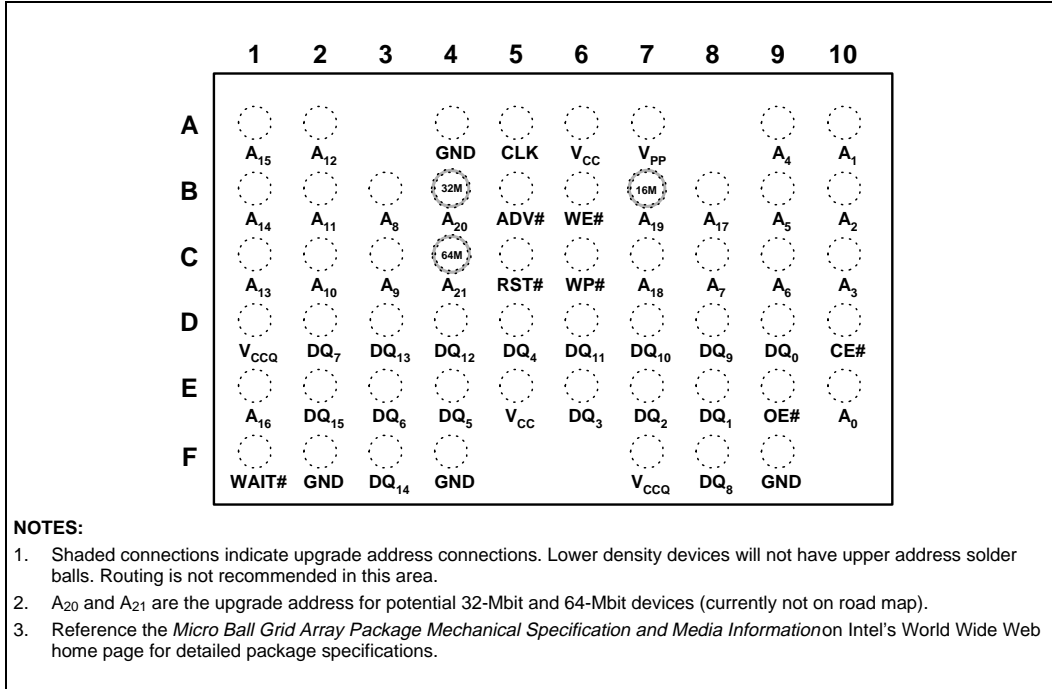 1 2 3 4 5 6 7 8 9 10
A
A15 A12 GND CLK VCC VPP A4 A1
B 32M 16M
A14 A11 A8 A20 ADV# WE# A19 A17 A5 A2
C 64M
A13 A10 A9 A21 RST# WP# A18 A7 A6 A3
D
VCCQ DQ7 DQ13 DQ12 DQ4 DQ11 DQ10 DQ9 DQ0 CE#
E
A16 DQ15 DQ6 DQ5 VCC DQ3 DQ2 DQ1 OE# A0
F
WAIT# GND DQ14 GND VCCQ DQ8 GND
NOTES:
1. Shaded connections indicate upgrade address connections. Lower density devices will not have upper address solder
balls. Routing is not recommended in this area.
2. A20 and A21 are the upgrade address for potential 32-Mbit and 64-Mbit devices (currently not on road map).
3. Reference the Micro Ball Grid Array Package Mechanical Specification and Media Informationon Intel's World Wide Web
home page for detailed package specifications.